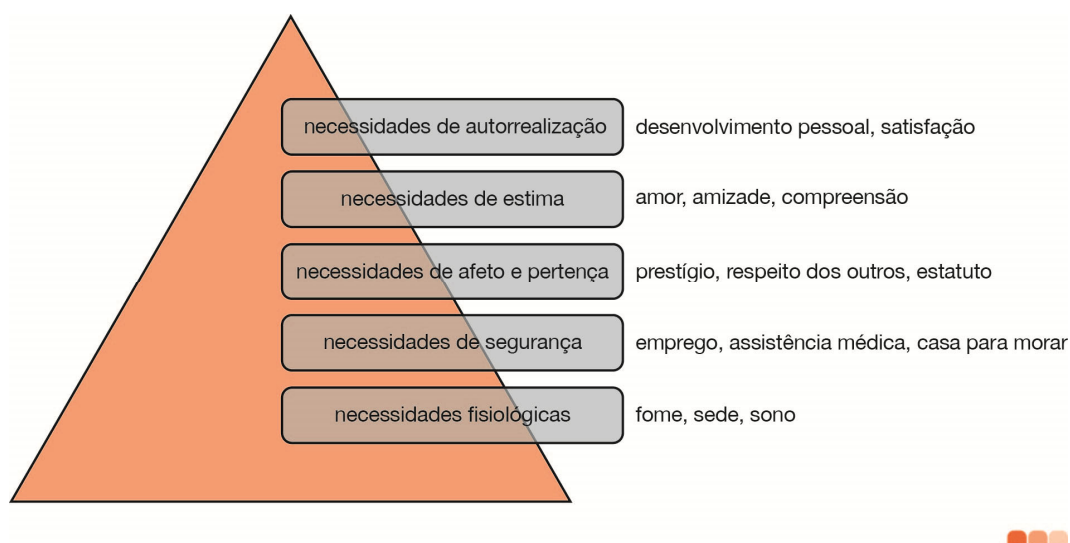 necessidades de autorrealização desenvolvimento pessoal, satisfação
necessidades de estima amor, amizade, compreensão
necessidades de afeto e pertença prestígio, respeito dos outros, estatuto
necessidades de segurança emprego, assistência médica, casa para morar
necessidades fisiológicas fome, sede, sono